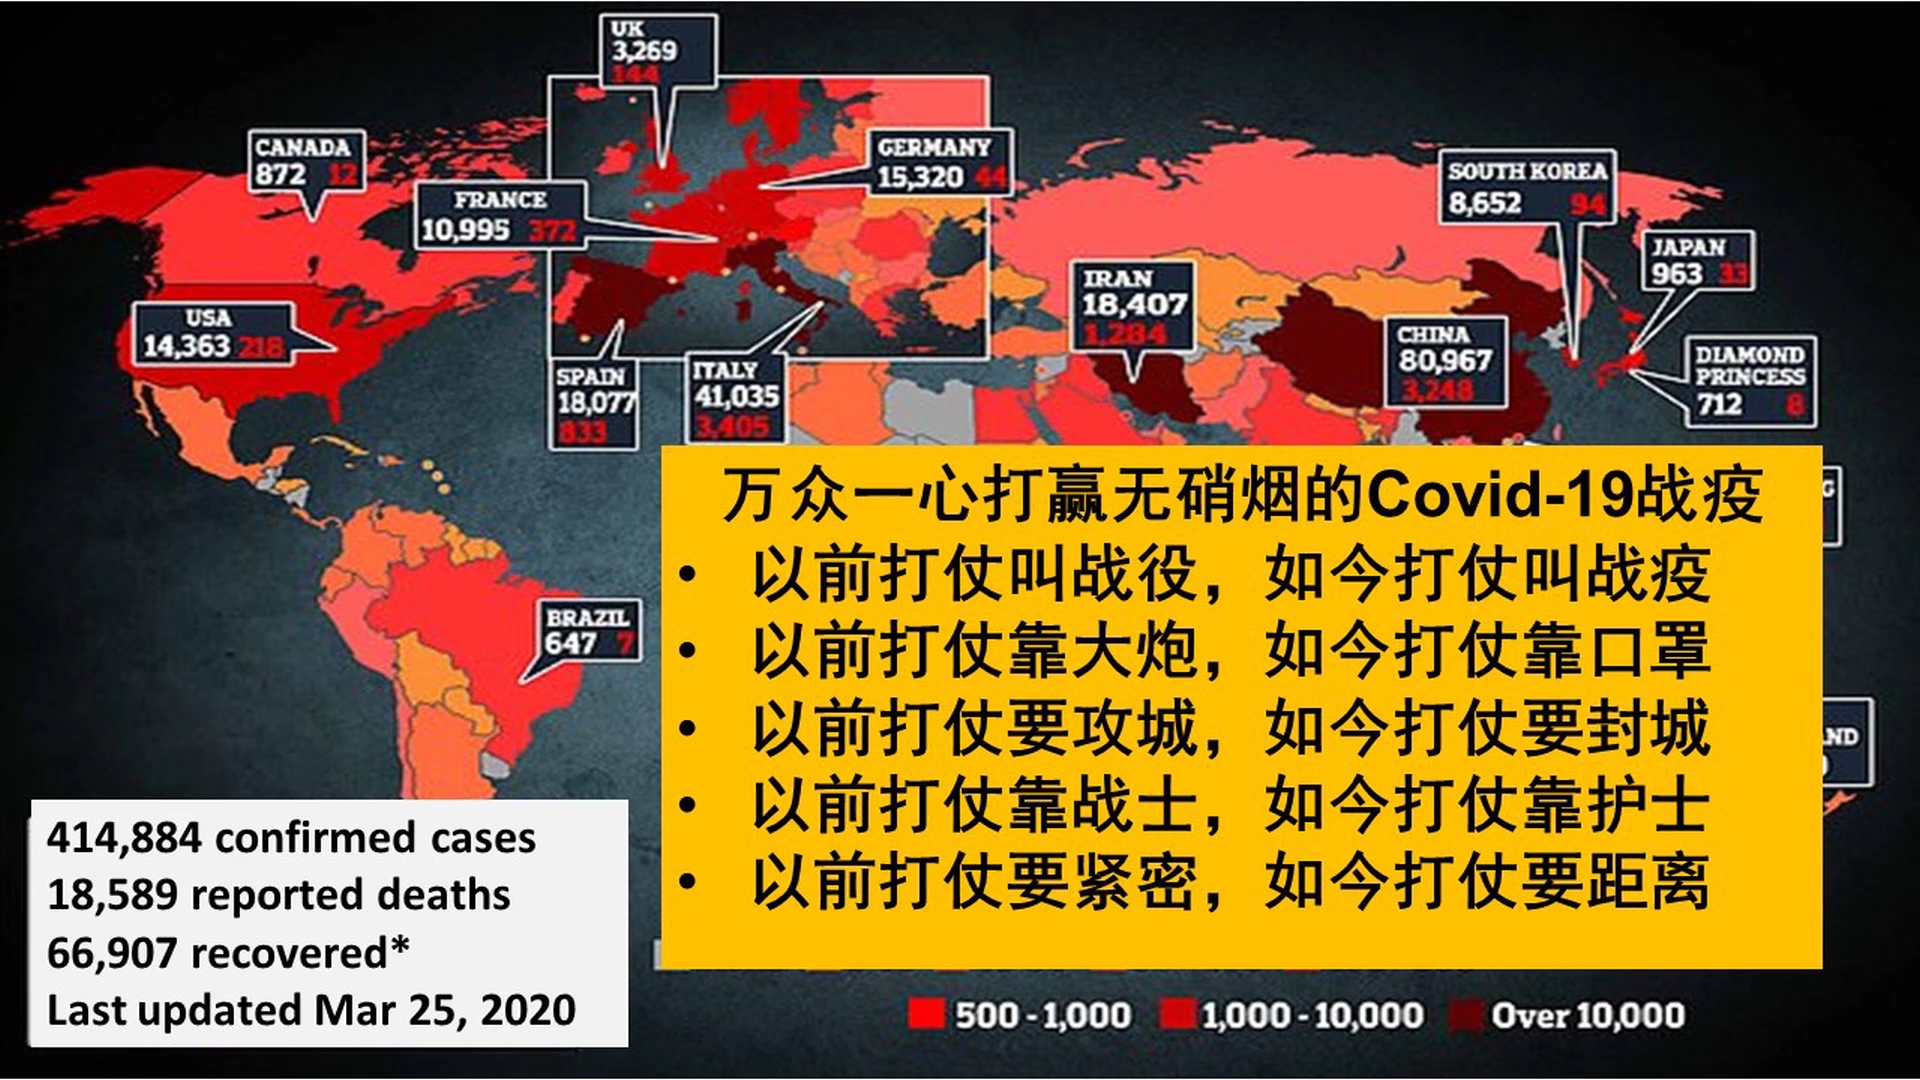 UK
3,269
144
CANADA
872 12
FRANCE
10,995 372
GERMANY
15,320 44
SOUTH KOREA
8,652 94
JAPAN
963 33
USA
14,363 218
IRAN
18,407
1,284
CHINA
80,967
3,248
DIAMOND
PRINCESS
712 8
SPAIN
18,077
833
ITALY
41,035
3,405
BRAZIL
647 7
万众一心打赢无硝烟的Covid-19战疫
• 以前打仗叫战役，如今打仗叫战疫
• 以前打仗靠大炮，如今打仗靠口罩
• 以前打仗要攻城，如今打仗要封城
• 以前打仗靠战士，如今打仗靠护士
• 以前打仗要紧密，如今打仗要距离
414,884 confirmed cases
18,589 reported deaths
66,907 recovered*
Last updated Mar 25, 2020
500 - 1,000 1,000 - 10,000 Over 10,000